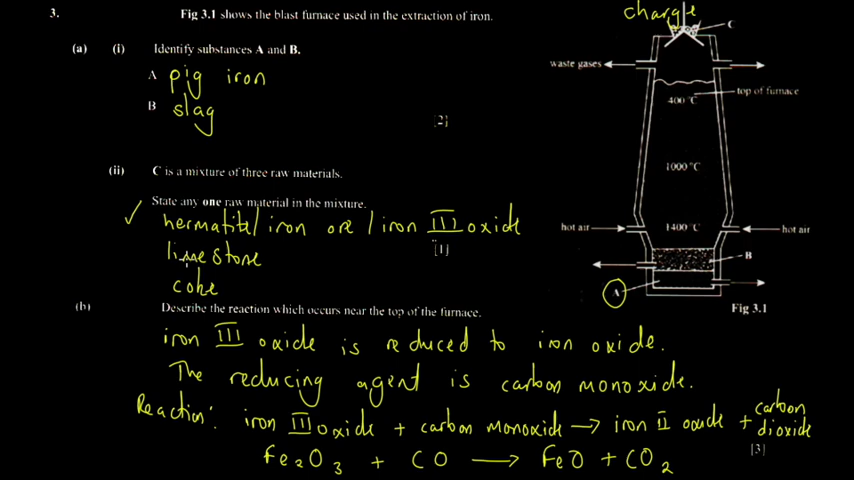 charge
3. Fig 3.1 shows the blast furnace used in the extraction of iron.
C
(a) (i) Identify substances A and B.
waste gases
A pig iron
top of furnace
400 °C
B slag
[2]
1000 °C
(ii) C is a mixture of three raw materials.
State any one raw material in the mixture.
✓ hermatite/ iron ore / iron III oxide
hot air 1400 °C hot air
[1]
limestone
B
coke
A
(b) Describe the reaction which occurs near the top of the furnace.
Fig 3.1
iron III oxide is reduced to iron oxide.
The reducing agent is carbon monoxide.
Reaction: iron III oxide + carbon monoxide → iron II oxide + carbon dioxide
[3]
Fe₂O₃ + CO → FeO + CO₂